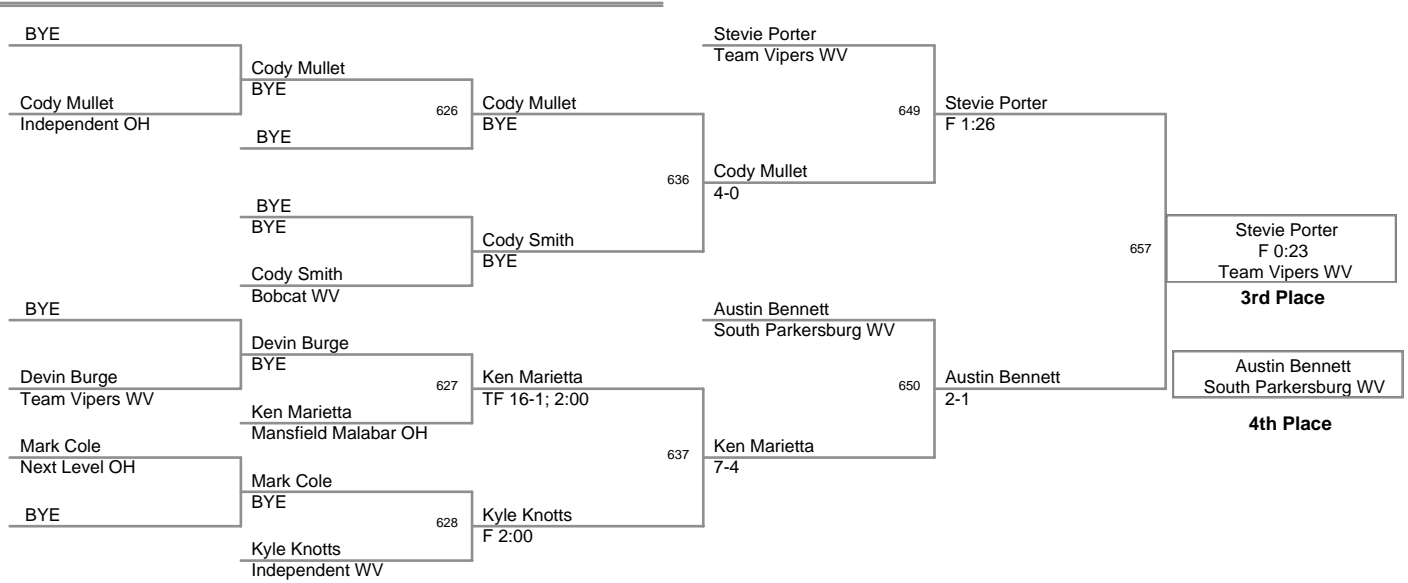 BYE
Cody Mullet
Independent OH
Cody Mullet
BYE
BYE
626
Cody Mullet
BYE
BYE
BYE
Cody Smith
Bobcat WV
Cody Smith
BYE
636
Cody Mullet
4-0
Stevie Porter
Team Vipers WV
649
Stevie Porter
F 1:26
BYE
Devin Burge
Team Vipers WV
Devin Burge
BYE
Ken Marietta
Mansfield Malabar OH
627
Ken Marietta
TF 16-1; 2:00
Mark Cole
Next Level OH
BYE
Mark Cole
BYE
Kyle Knotts
Independent WV
628
Kyle Knotts
F 2:00
637
Ken Marietta
7-4
Austin Bennett
South Parkersburg WV
650
Austin Bennett
2-1
657
Stevie Porter
F 0:23
Team Vipers WV
3rd Place
Austin Bennett
South Parkersburg WV
4th Place